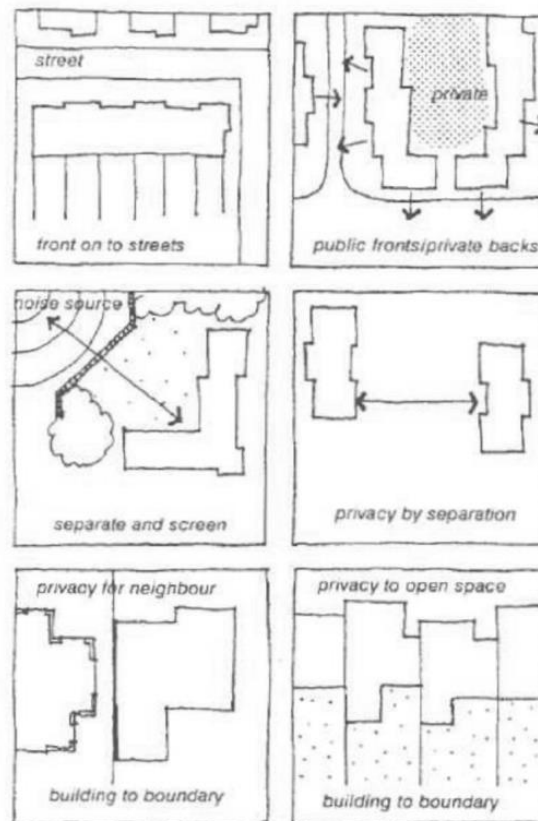 street
front on to streets
private
public fronts/private backs
noise source
separate and screen
privacy by separation
privacy for neighbour
building to boundary
privacy to open space
building to boundary